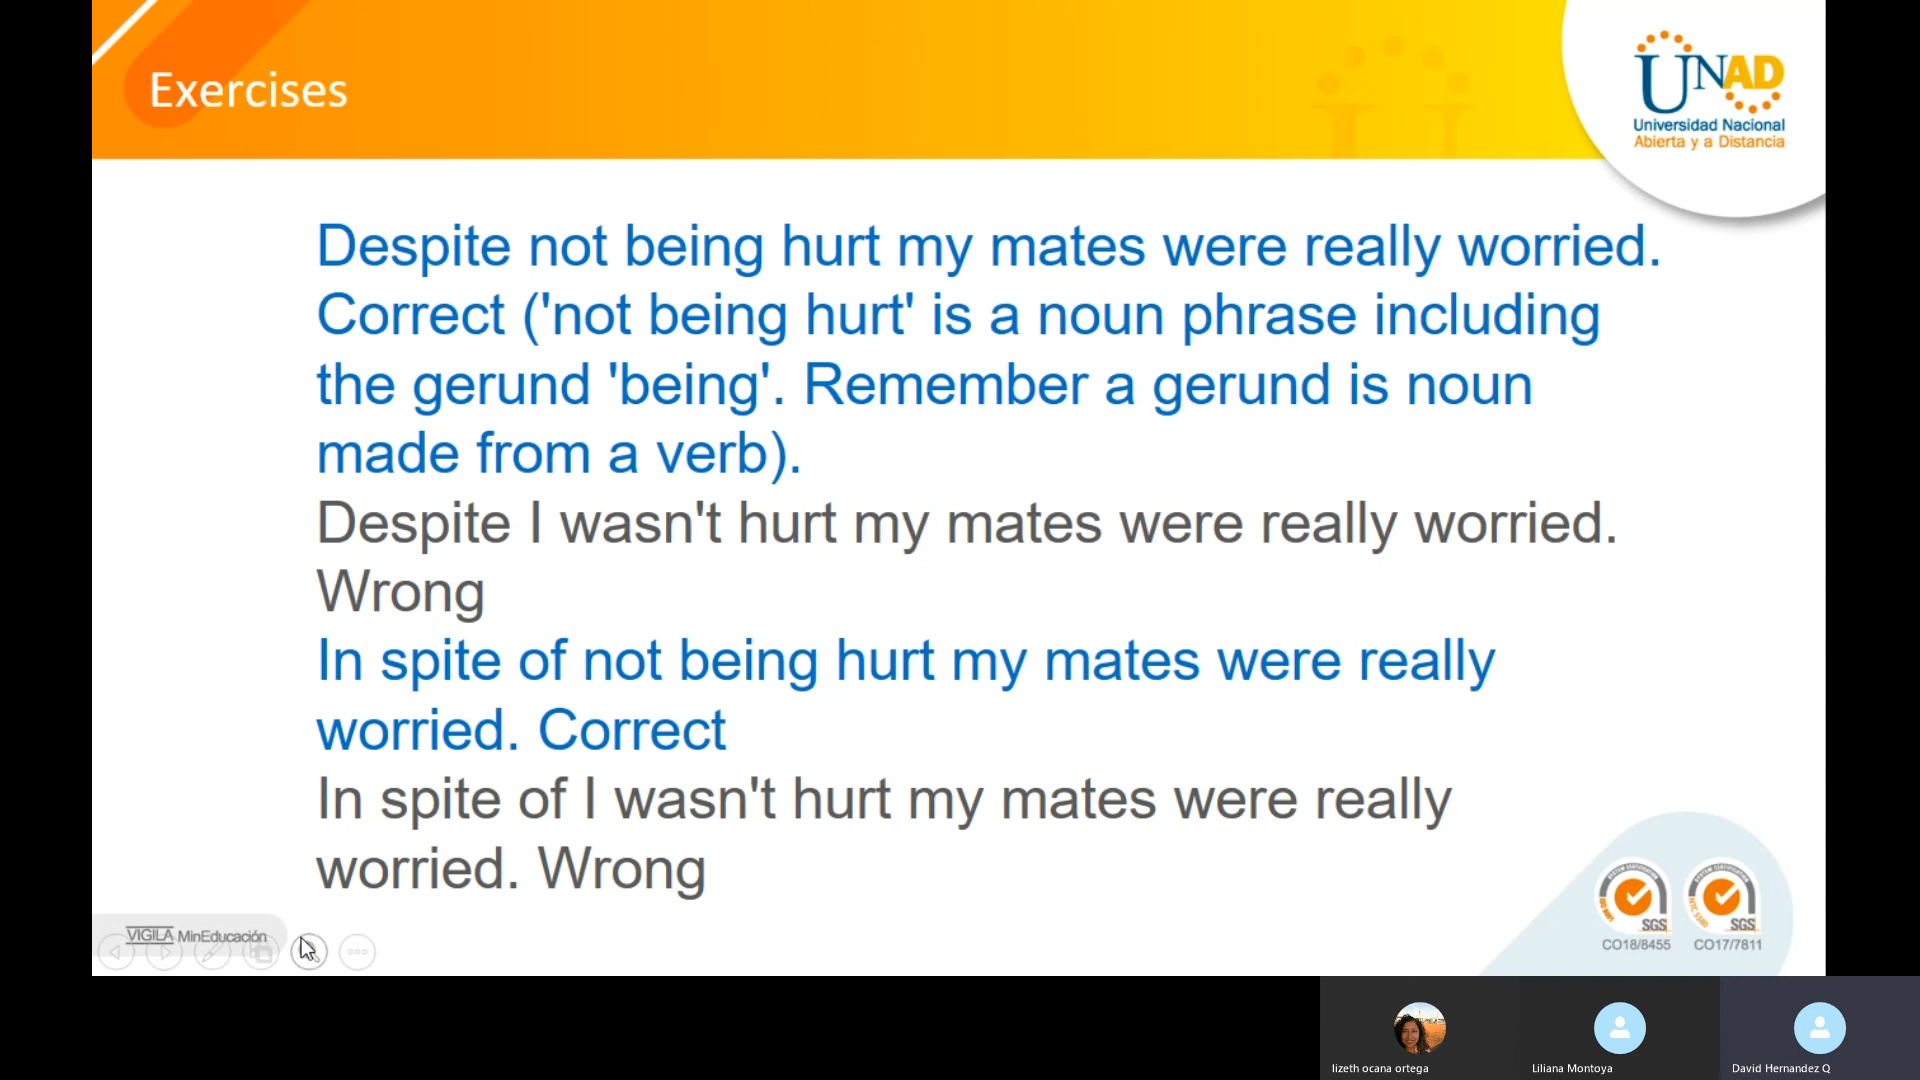 Exercises
UNAD
Universidad Nacional
Abierta y a Distancia
Despite not being hurt my mates were really worried.
Correct ('not being hurt' is a noun phrase including
the gerund 'being'. Remember a gerund is noun
made from a verb).
Despite I wasn't hurt my mates were really worried.
Wrong
In spite of not being hurt my mates were really
worried. Correct
In spite of I wasn't hurt my mates were really
worried. Wrong
VIGILA MinEducación
SGS SGS
CO18/8455 CO17/7811
lizeth ocana ortega
Liliana Montoya
David Hernandez Q